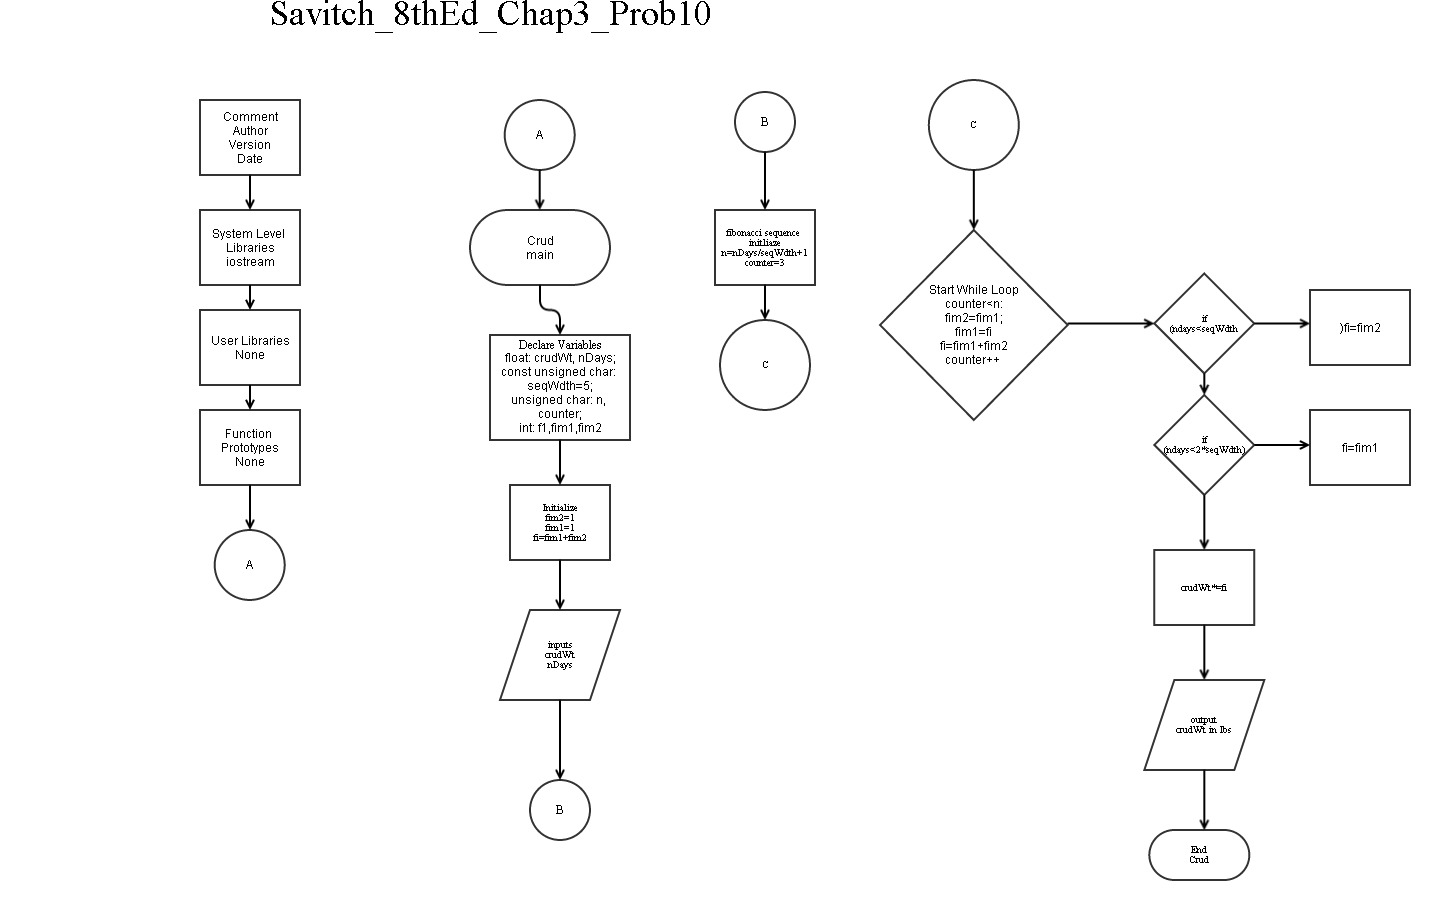 Savitch_8thEd_Chap3_Prob10
Comment
Author
Version
Date
System Level
Libraries
iostream
User Libraries
None
Function
Prototypes
None
A
A
Crud
main
Declare Variables
float: crudWt, nDays;
const unsigned char:
seqWdth=5;
unsigned char: n,
counter;
int: f1,fim1,fim2
Initialize
fim2=1
fim1=1
fi=fim1+fim2
inputs
crudWt
nDays
B
B
fibonacci sequence
initliaze
n=nDays/seqWdth+1
counter=3
c
c
Start While Loop
counter<n:
fim2=fim1;
fim1=fi
fi=fim1+fim2
counter++
if
(ndays<seqWdth
)fi=fim2
if
(ndays<2*seqWdth)
fi=fim1
crudWt*=fi
output
crudWt in lbs
End
Crud